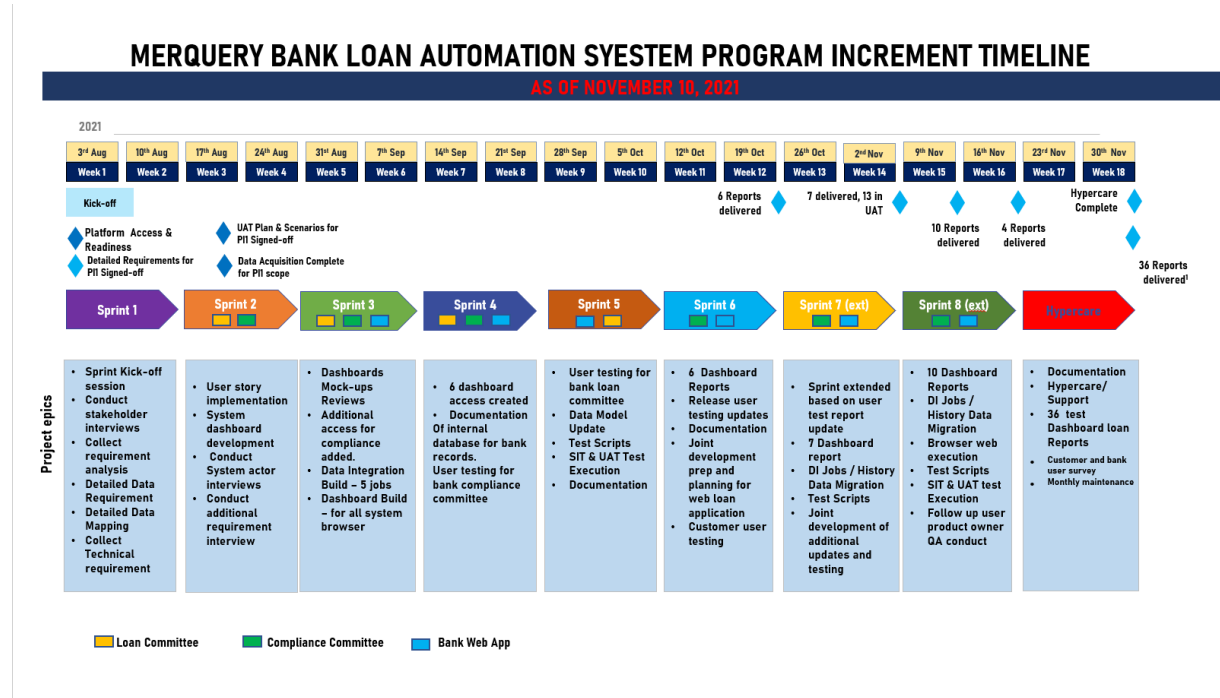 MERQUERY BANK LOAN AUTOMATION SYESTEM PROGRAM INCREMENT TIMELINE
AS OF NOVEMBER 10, 2021
2021
3rd Aug
10th Aug
17th Aug
24th Aug
31st Aug
7th Sep
14th Sep
21st Sep
28th Sep
5th Oct
12th Oct
19th Oct
26th Oct
2nd Nov
9th Nov
16th Nov
23rd Nov
30th Nov
Week 1
Week 2
Week 3
Week 4
Week 5
Week 6
Week 7
Week 8
Week 9
Week 10
Week 11
Week 12
Week 13
Week 14
Week 15
Week 16
Week 17
Week 18
Kick-off
Platform Access &
Readiness
Detailed Requirements for
PI1 Signed-off
UAT Plan & Scenarios for
PI1 Signed-off
Data Acquisition Complete
for PI1 scope
6 Reports
delivered
7 delivered, 13 in
UAT
10 Reports
delivered
4 Reports
delivered
Hypercare
Complete
36 Reports
delivered¹
Sprint 1
Sprint 2
Sprint 3
Sprint 4
Sprint 5
Sprint 6
Sprint 7 (ext)
Sprint 8 (ext)
Hypercare
Project epics
• Sprint Kick-off
session
• Conduct
stakeholder
interviews
• Collect
requirement
analysis
• Detailed Data
Requirement
• Detailed Data
Mapping
• Collect
Technical
requirement
• User story
implementation
• System
dashboard
development
• Conduct
System actor
interviews
• Conduct
additional
requirement
interview
• Dashboards
Mock-ups
Reviews
• Additional
access for
compliance
added.
• Data Integration
Build – 5 jobs
• Dashboard Build
– for all system
browser
• 6 dashboard
access created
• Documentation
Of internal
database for bank
records.
User testing for
bank compliance
committee
• User testing for
bank loan
committee
• Data Model
Update
• Test Scripts
• SIT & UAT Test
Execution
• Documentation
• 6 Dashboard
Reports
• Release user
testing updates
• Documentation
• Joint
development
prep and
planning for
web loan
application
• Customer user
testing
• Sprint extended
based on user
test report
update
• 7 Dashboard
report
• DI Jobs / History
Data Migration
• Test Scripts
• Joint
development of
additional
updates and
testing
• 10 Dashboard
Reports
• DI Jobs /
History Data
Migration
• Browser web
execution
• Test Scripts
• SIT & UAT test
Execution
• Follow up user
product owner
QA conduct
• Documentation
• Hypercare/
Support
• 36 test
Dashboard loan
Reports
• Customer and bank
user survey
• Monthly maintenance
Loan Committee
Compliance Committee
Bank Web App